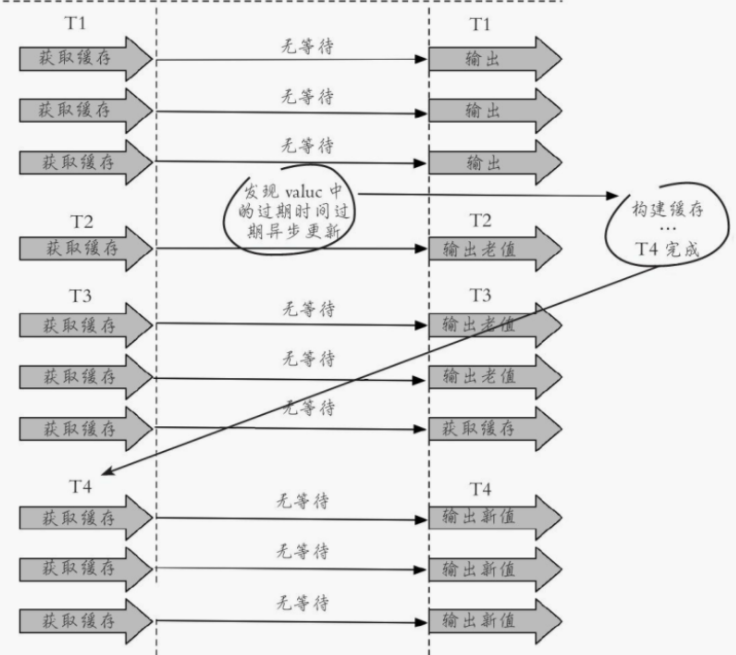 T1 T1
获取缓存 无等待 输出
获取缓存 无等待 输出
获取缓存 无等待 输出
发现 valuc 中
的过期时间过
期异步更新
构建缓存
...
T4 完成
T2 T2
获取缓存 输出老值
T3 T3
获取缓存 无等待 输出老值
获取缓存 无等待 输出老值
获取缓存 无等待 获取缓存
T4 T4
获取缓存 无等待 输出新值
获取缓存 无等待 输出新值
获取缓存 无等待 输出新值